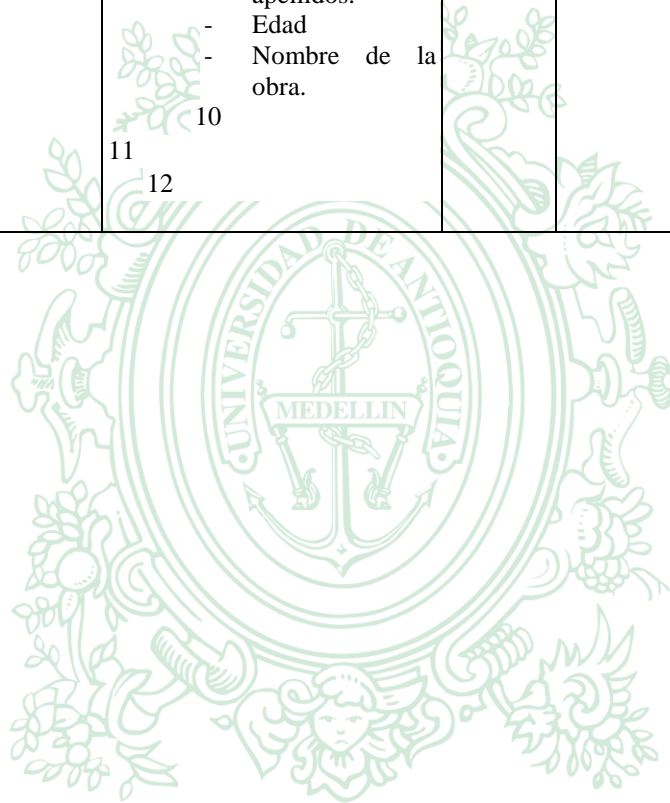 apellidos.
- Edad
- Nombre de la
obra.
10
11
12
UNIVERSIDAD DE ANTIOQUIA
MEDELLIN